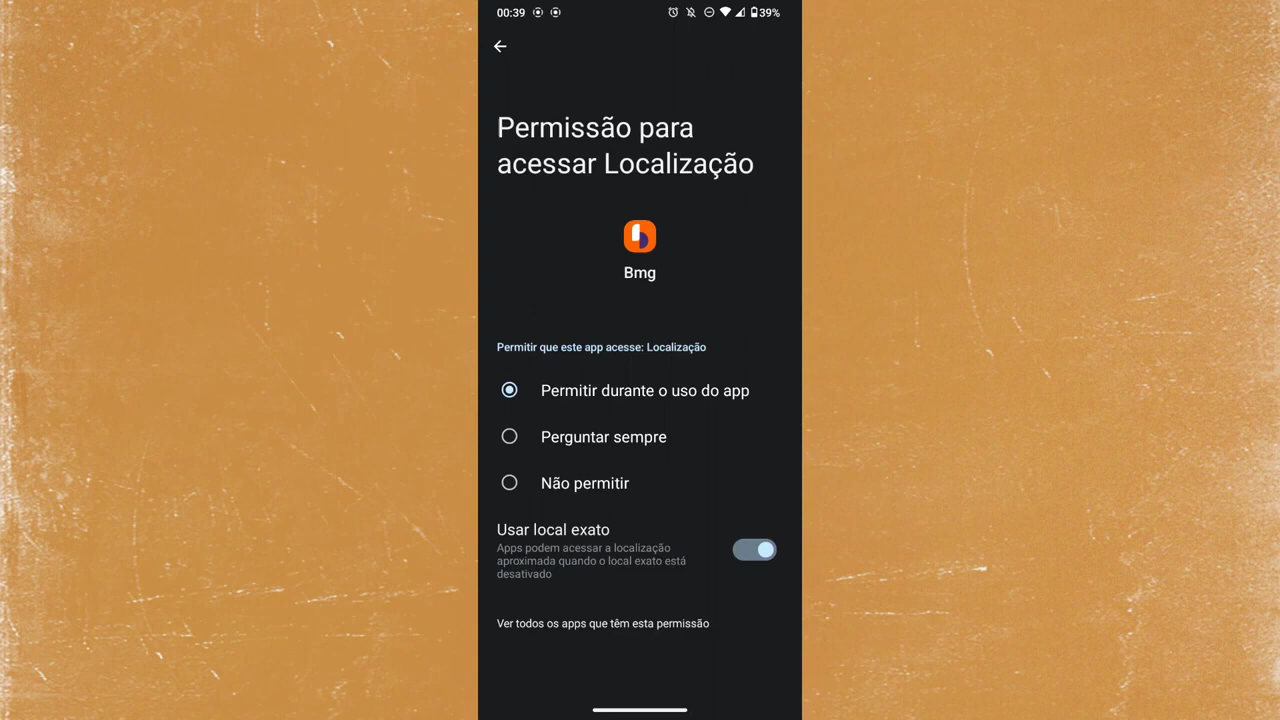 00:39
39%
Permissão para
acessar Localização
Bmg
Permitir que este app acesse: Localização
Permitir durante o uso do app
Perguntar sempre
Não permitir
Usar local exato
Apps podem acessar a localização
aproximada quando o local exato está
desativado
Ver todos os apps que têm esta permissão